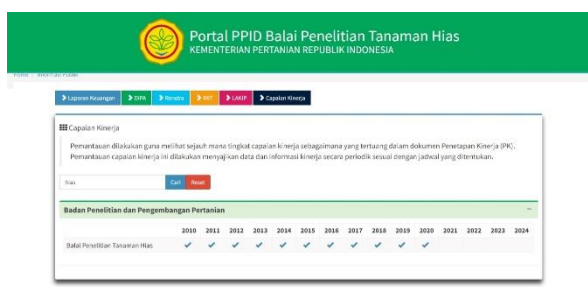 Portal PPID Balai Penelitian Tanaman Hias
KEMENTERIAN PERTANIAN REPUBLIK INDONESIA
Home : Informasi Publik
Laporan Keuangan DIPA Renstra RKT LAKIP Capaian Kinerja
Capaian Kinerja
Pemantauan dilakukan guna melihat sejauh mana tingkat capaian kinerja sebagaimana yang tertuang dalam dokumen Penetapan Kinerja (PK).
Pemantauan capaian kinerja ini dilakukan menyajikan data dan informasi kinerja secara periodik sesuai dengan jadwal yang ditentukan.
hias Cari Reset
Badan Penelitian dan Pengembangan Pertanian
2010 2011 2012 2013 2014 2015 2016 2017 2018 2019 2020 2021 2022 2023 2024
Balai Penelitian Tanaman Hias